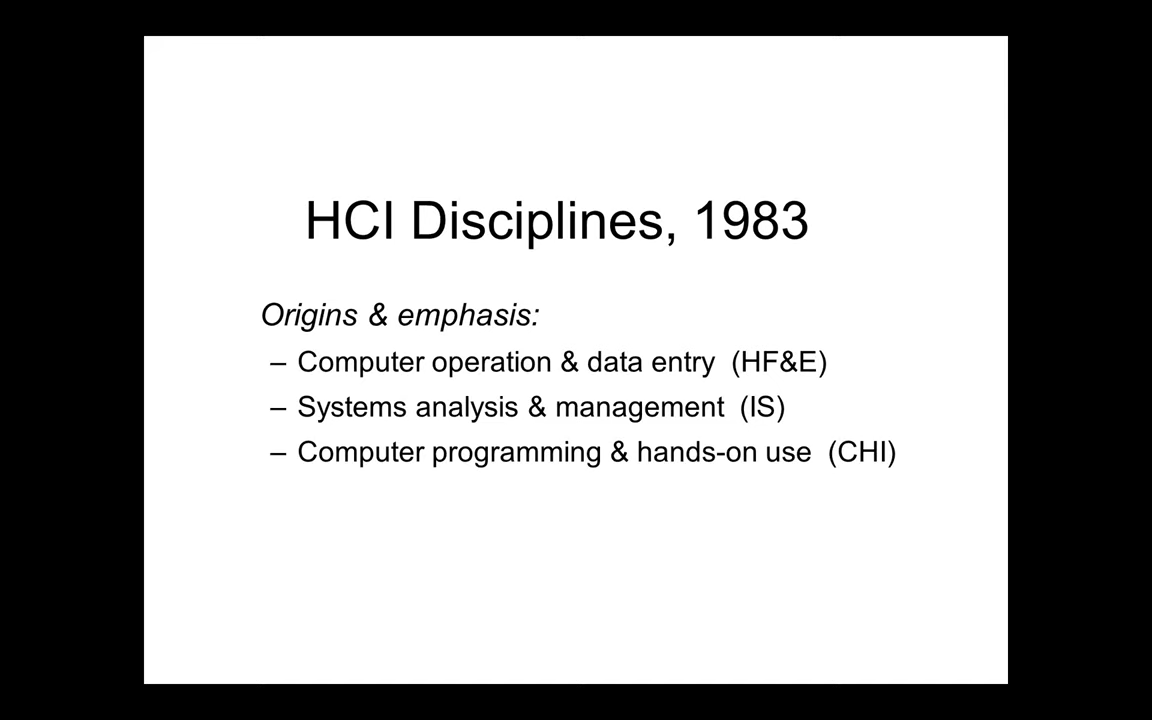 HCI Disciplines, 1983
Origins & emphasis:
– Computer operation & data entry (HF&E)
– Systems analysis & management (IS)
– Computer programming & hands-on use (CHI)